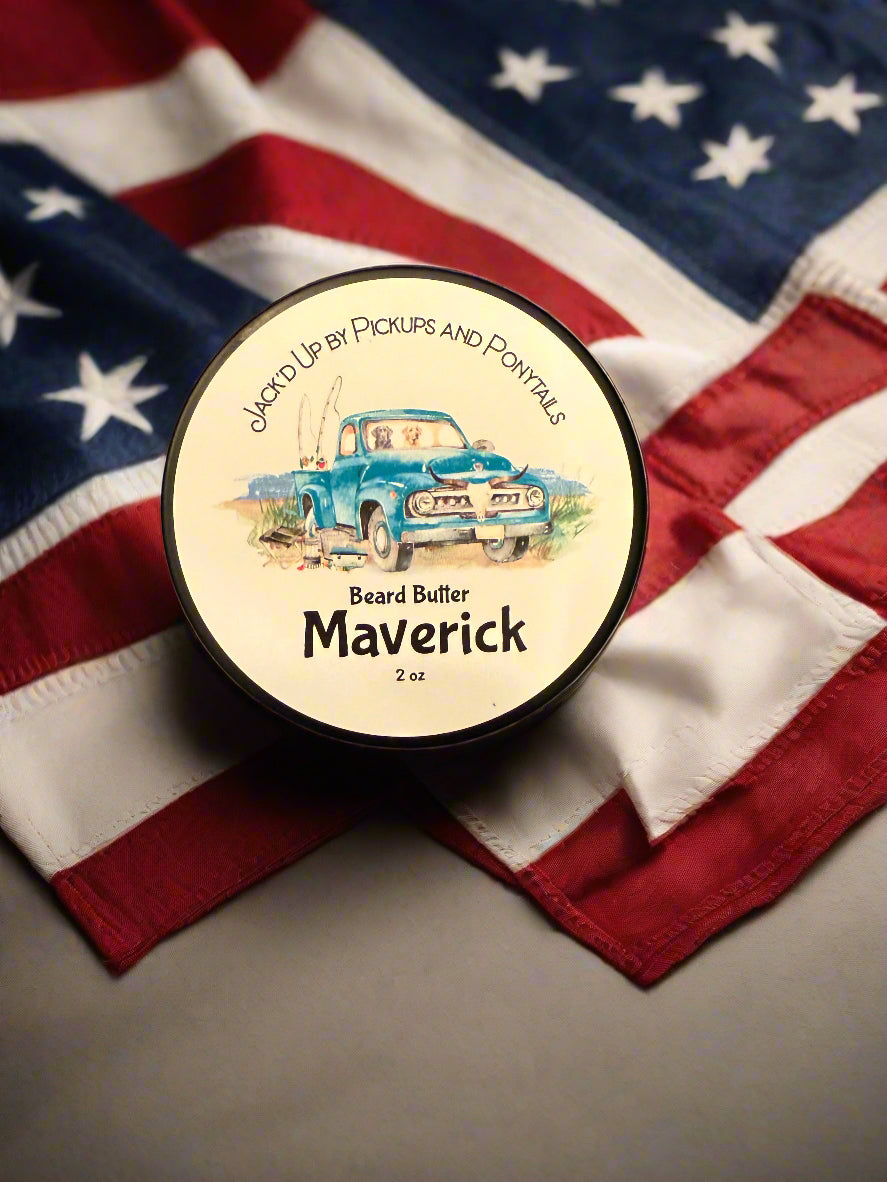 Jack'd Up by Pickups and Ponytails
Beard Butter
Maverick
2 oz